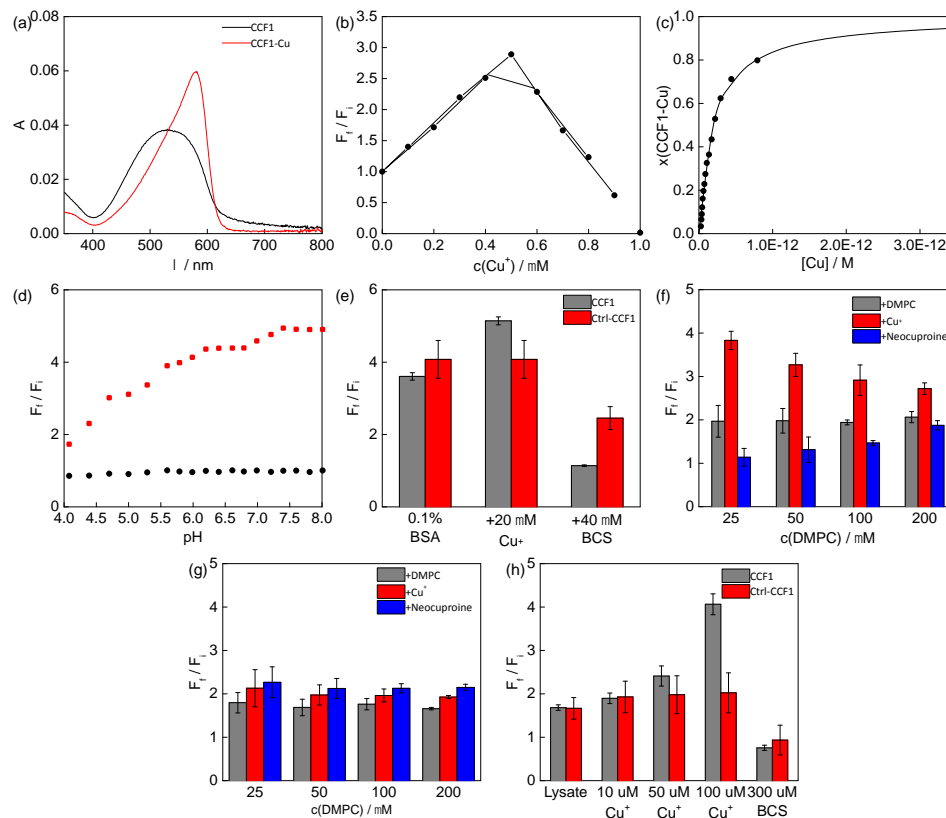 (a)
A
CCF1
CCF1-Cu
0.08
0.06
0.04
0.02
0.00
400 500 600 700 800
l / nm
(b)
F_f / F_i
4.0
3.5
3.0
2.5
2.0
1.5
1.0
0.5
0.0
0.0 0.2 0.4 0.6 0.8 1.0
c(Cu⁺) / mM
(c)
x(CCF1-Cu)
1.0
0.8
0.6
0.4
0.2
0.0
0.0 1.0E-12 2.0E-12 3.0E-12
[Cu] / M
(d)
F_f / F_i
6
4
2
0
4.0 4.5 5.0 5.5 6.0 6.5 7.0 7.5 8.0
pH
(e)
CCF1
Ctrl-CCF1
F_f / F_i
6
4
2
0
0.1% +20 mM +40 mM
BSA Cu⁺ BCS
(f)
+DMPC
+Cu⁺
+Neocuproine
F_f / F_i
5
4
3
2
1
0
25 50 100 200
c(DMPC) / mM
(g)
+DMPC
+Cu⁺
+Neocuproine
F_f / F_i
5
4
3
2
1
0
25 50 100 200
c(DMPC) / mM
(h)
CCF1
Ctrl-CCF1
F_f / F_i
5
4
3
2
1
0
Lysate 10 uM 50 uM 100 uM 300 uM
Cu⁺ Cu⁺ Cu⁺ BCS